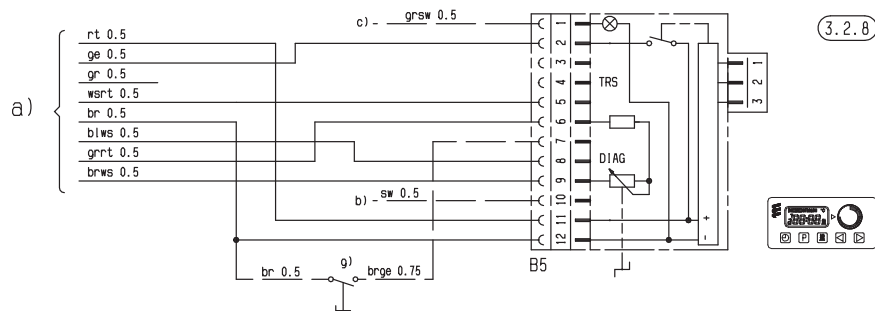 c)
grsw 0.5
3.2.8
rt 0.5
ge 0.5
gr 0.5
wsrt 0.5
br 0.5
blws 0.5
grrt 0.5
brws 0.5
a)
b)
sw 0.5
g)
br 0.5
brge 0.75
1
2
3
4
5
6
7
8
9
10
11
12
B5
TRS
DIAG
+
-
1
2
3
P